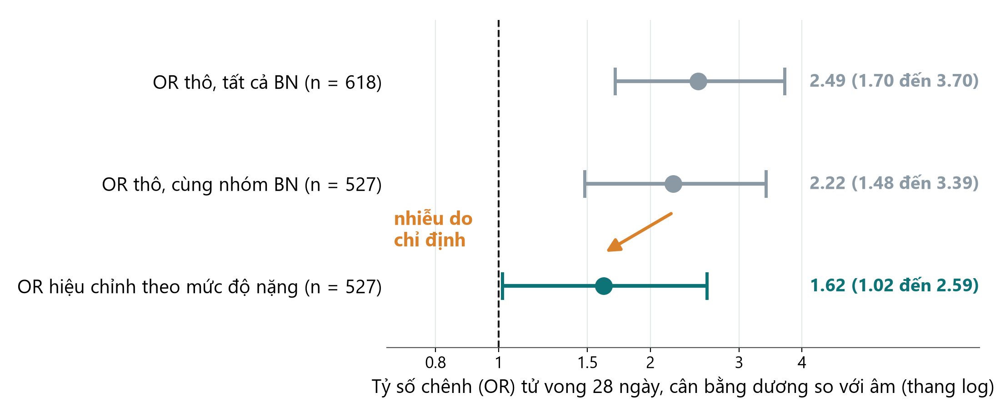 OR thô, tất cả BN (n = 618)
2.49 (1.70 đến 3.70)
OR thô, cùng nhóm BN (n = 527)
2.22 (1.48 đến 3.39)
nhiễu do
chỉ định
OR hiệu chỉnh theo mức độ nặng (n = 527)
1.62 (1.02 đến 2.59)
0.8 1 1.5 2 3 4
Tỷ số chênh (OR) tử vong 28 ngày, cân bằng dương so với âm (thang log)